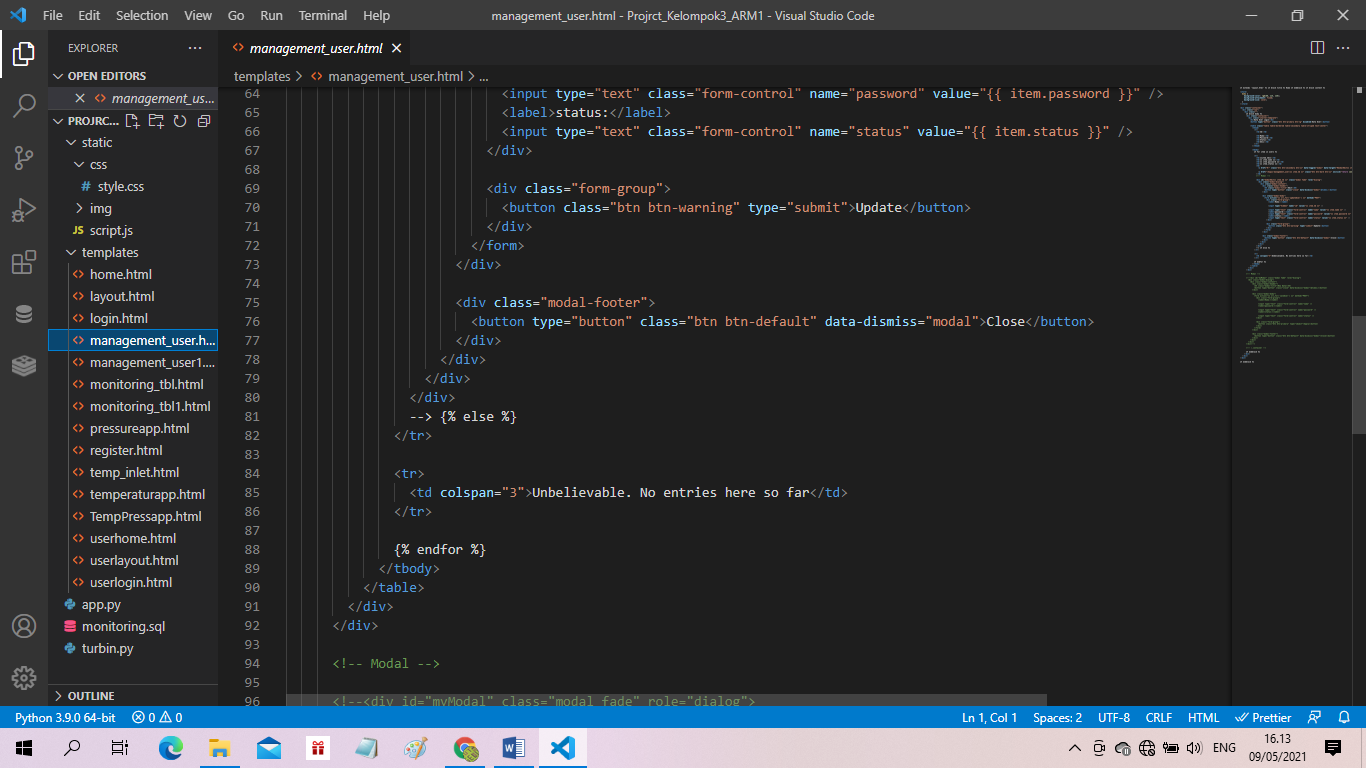 File Edit Selection View Go Run Terminal Help
management_user.html - Projrct_Kelompok3_ARM1 - Visual Studio Code
EXPLORER
OPEN EDITORS
management_us...
PROJRC...
static
css
# style.css
img
JS script.js
templates
home.html
layout.html
login.html
management_user.h...
management_user1....
monitoring_tbl.html
monitoring_tbl1.html
pressureapp.html
register.html
temp_inlet.html
temperaturapp.html
TempPressapp.html
userhome.html
userlayout.html
userlogin.html
app.py
monitoring.sql
turbin.py
OUTLINE
management_user.html
templates > management_user.html > ...
64 <input type="text" class="form-control" name="password" value="{{ item.password }}" />
65 <label>status:</label>
66 <input type="text" class="form-control" name="status" value="{{ item.status }}" />
67 </div>
68
69 <div class="form-group">
70 <button class="btn btn-warning" type="submit">Update</button>
71 </div>
72 </form>
73 </div>
74
75 <div class="modal-footer">
76 <button type="button" class="btn btn-default" data-dismiss="modal">Close</button>
77 </div>
78 </div>
79 </div>
80 </div>
81 --> {% else %}
82 </tr>
83
84 <tr>
85 <td colspan="3">Unbelievable. No entries here so far</td>
86 </tr>
87
88 {% endfor %}
89 </tbody>
90 </table>
91 </div>
92 </div>
93
94 <!-- Modal -->
95
96 <!--<div id="myModal" class="modal fade" role="dialog">
Python 3.9.0 64-bit 0 0 Ln 1, Col 1 Spaces: 2 UTF-8 CRLF HTML Prettier
ENG
16.13
09/05/2021